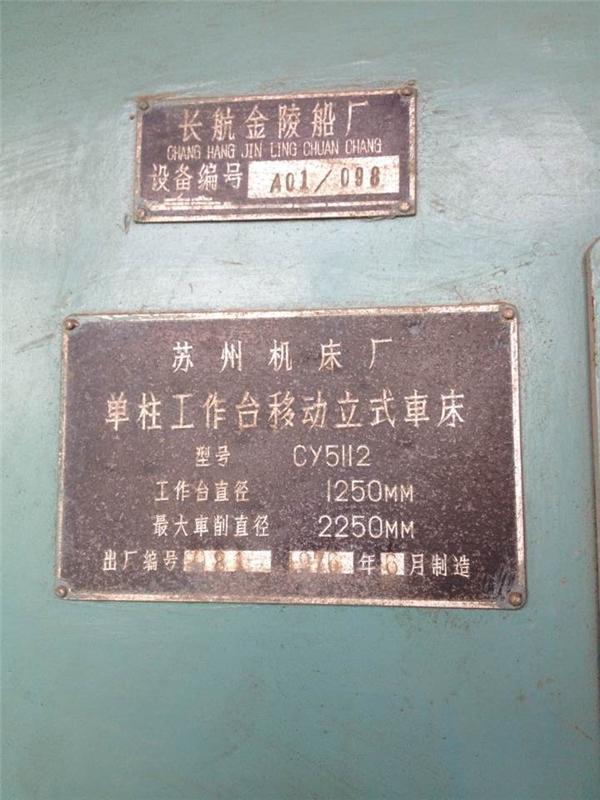 长航金陵船厂
CHANG HANG JIN LING CHUAN CHANG
设备编号 A01/098
苏州机床厂
单柱工作台移动立式車床
型号 CY5112
工作台直径 1250MM
最大車削直径 2250MM
出厂编号 年6月制造